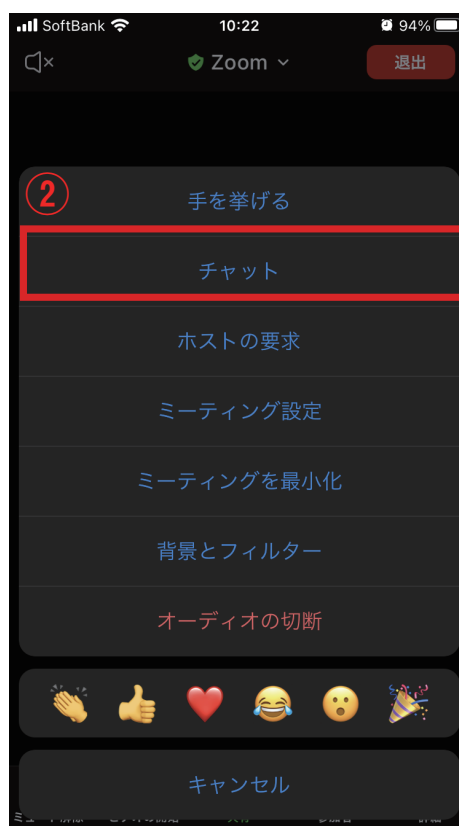 SoftBank 10:22 94%
Zoom 退出
②
手を挙げる
チャット
ホストの要求
ミーティング設定
ミーティングを最小化
背景とフィルター
オーディオの切断
キャンセル